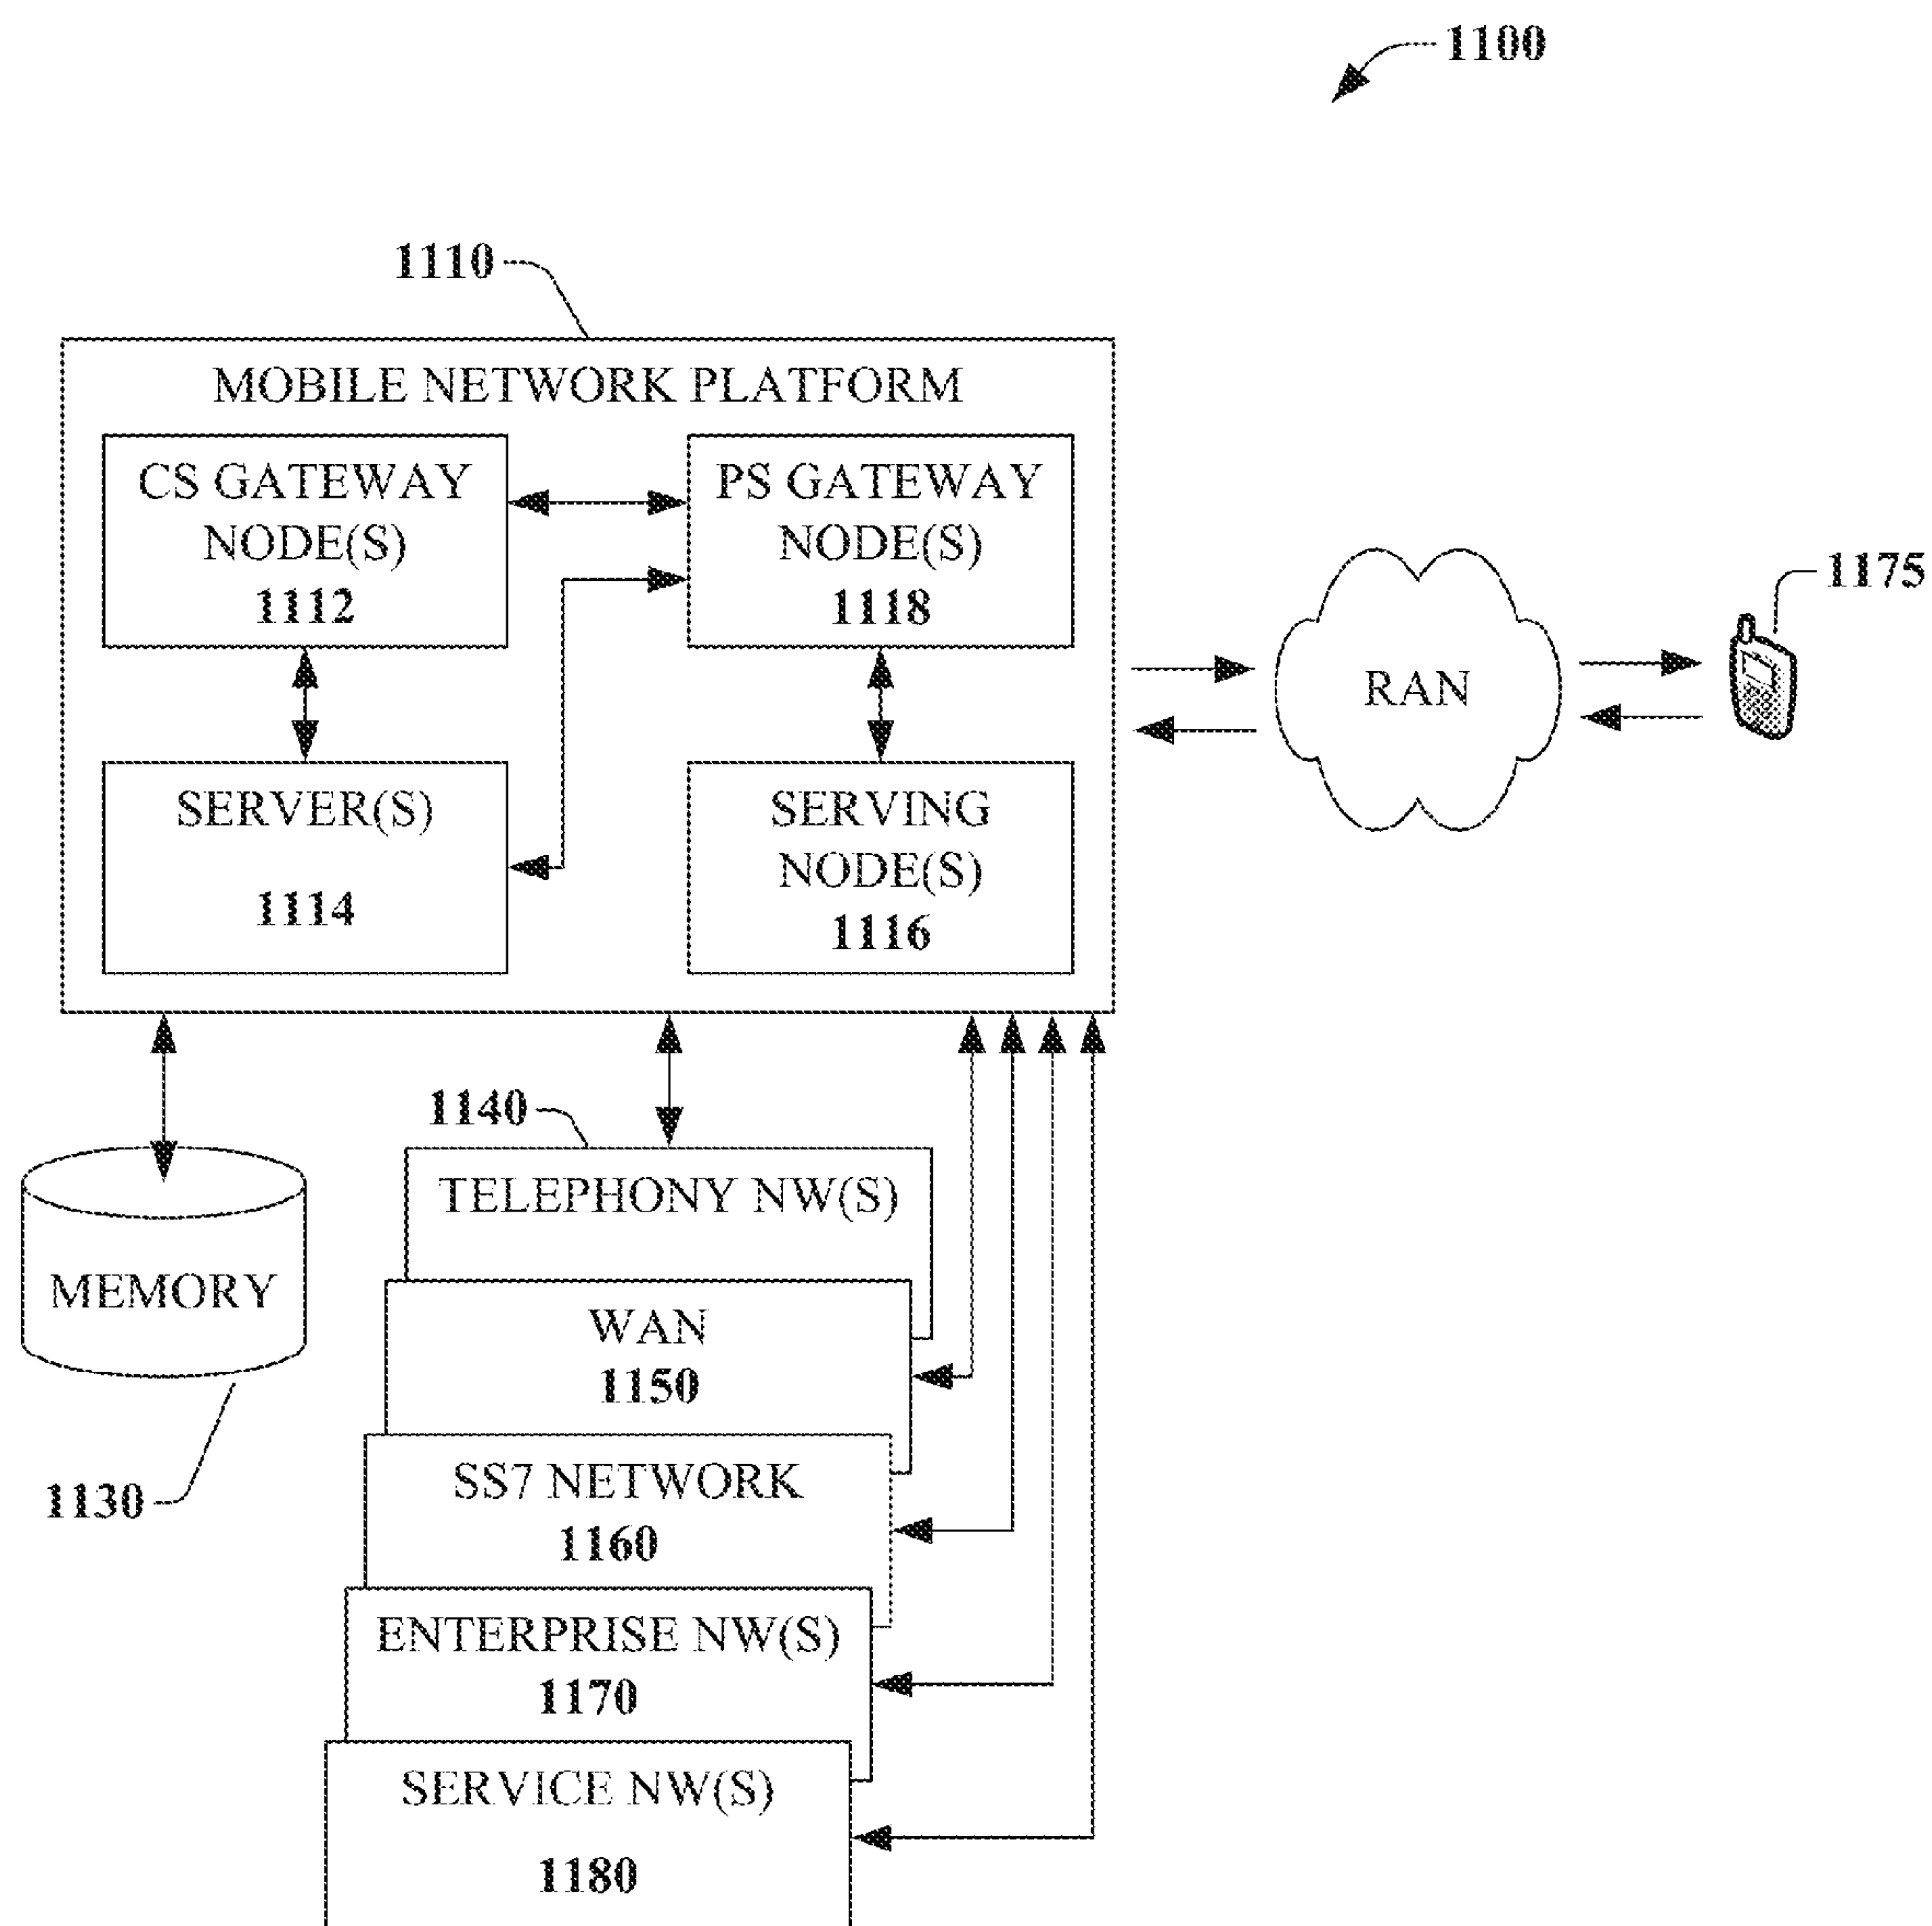 1100
1110
MOBILE NETWORK PLATFORM
CS GATEWAY
NODE(S)
1112
PS GATEWAY
NODE(S)
1118
SERVER(S)
1114
SERVING
NODE(S)
1116
RAN
1175
1140
TELEPHONY NW(S)
MEMORY
1130
WAN
1150
SS7 NETWORK
1160
ENTERPRISE NW(S)
1170
SERVICE NW(S)
1180